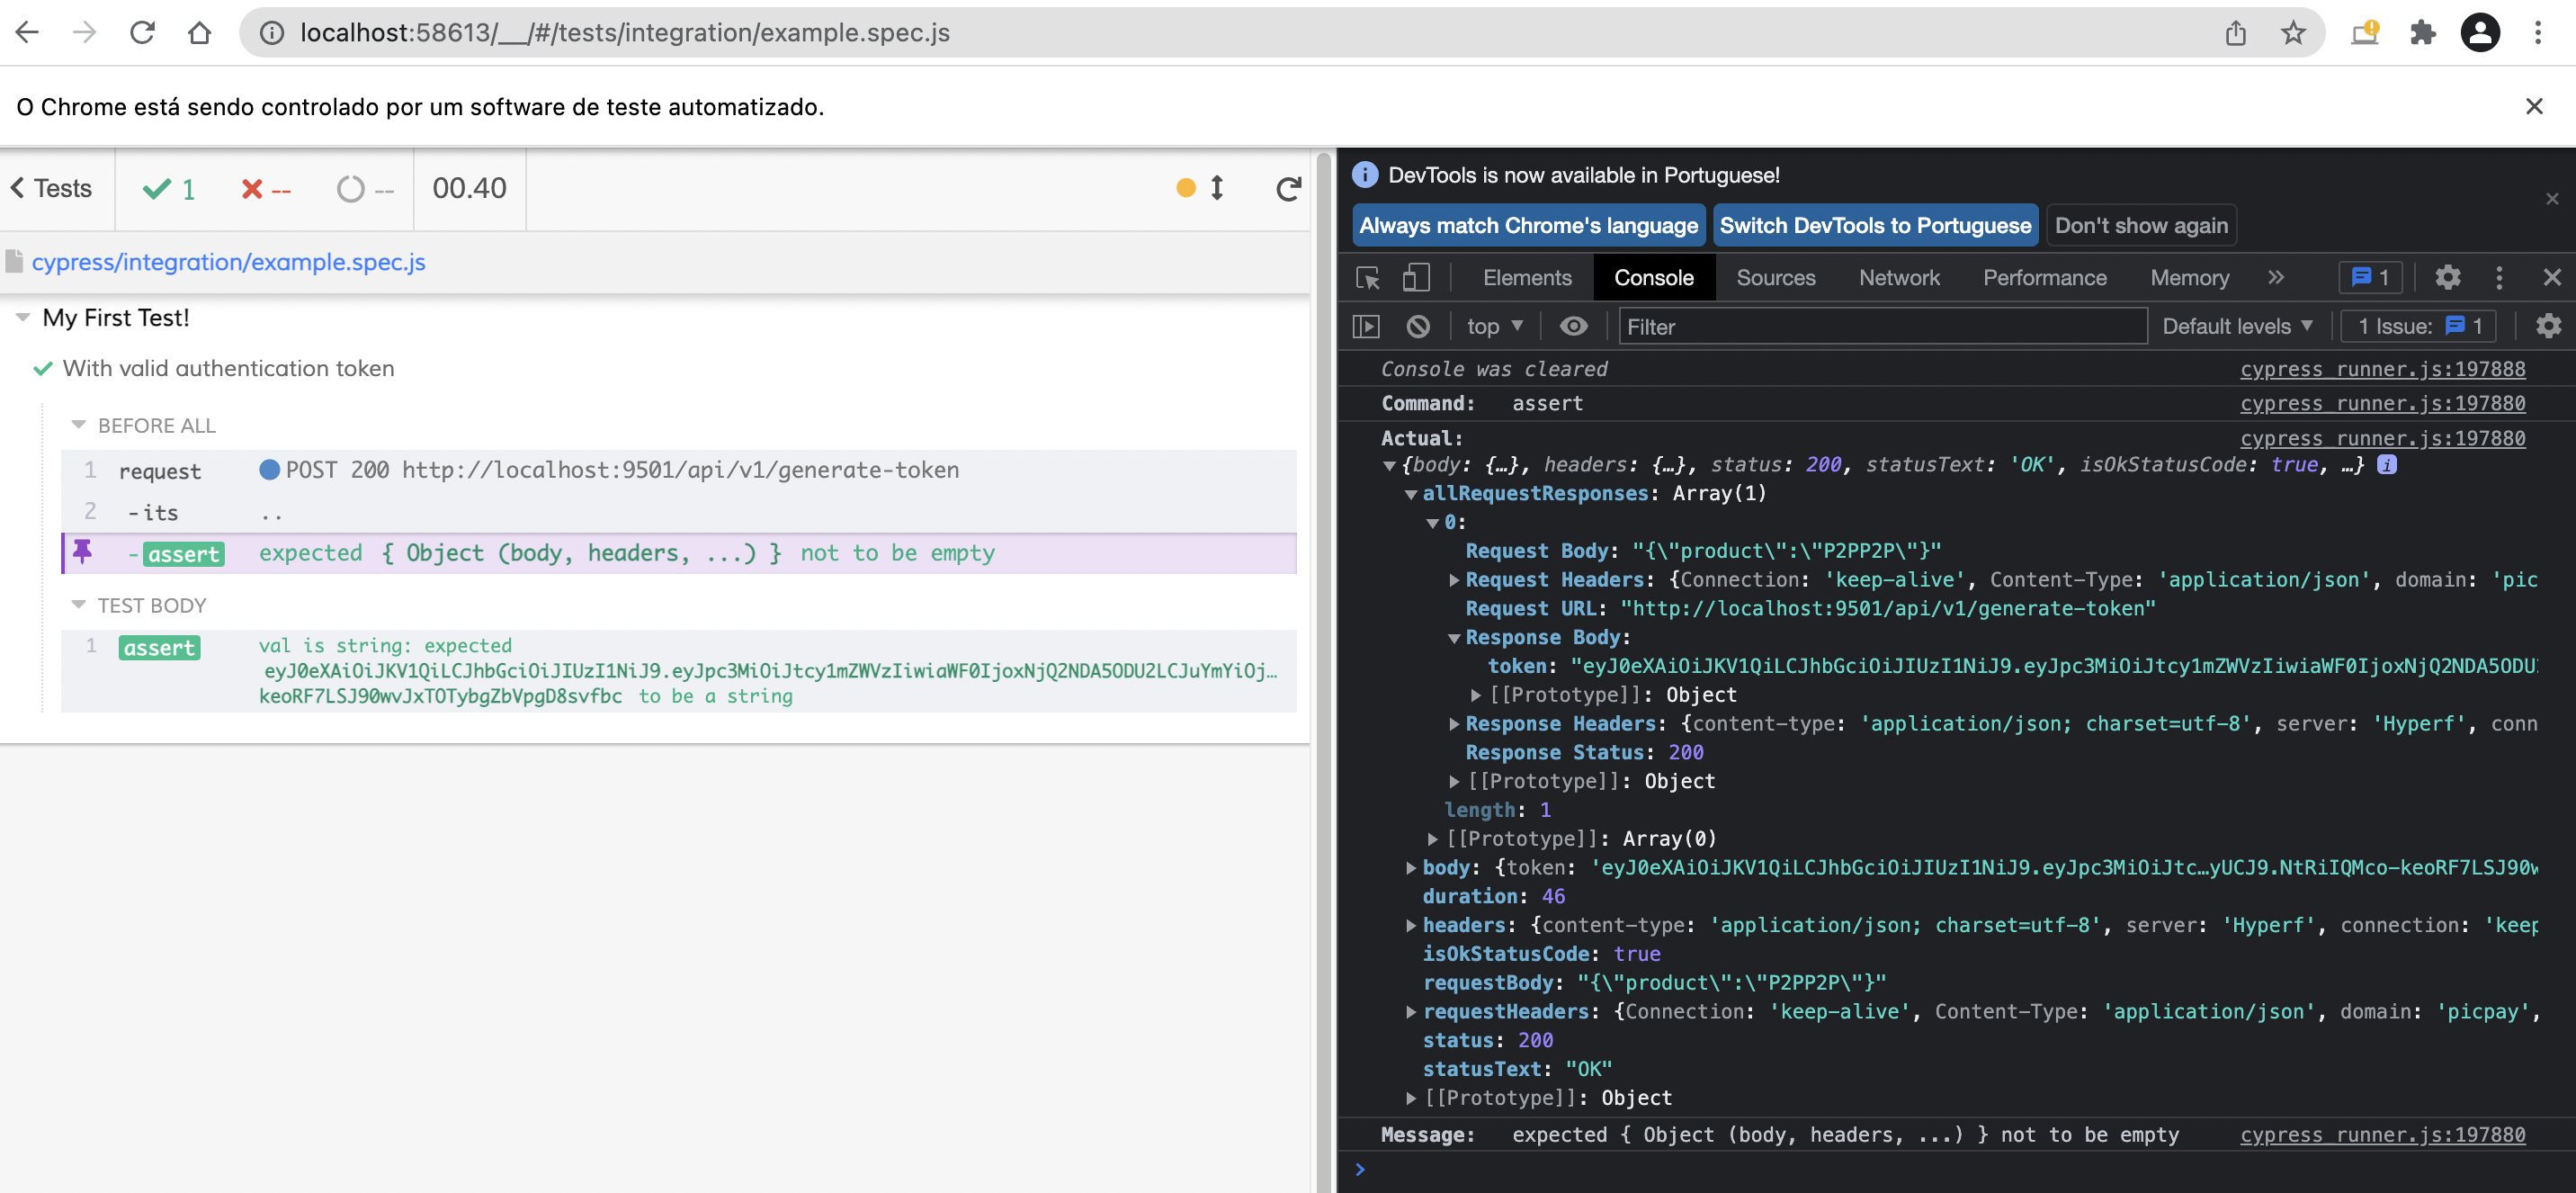 localhost:58613/__/#/tests/integration/example.spec.js
O Chrome está sendo controlado por um software de teste automatizado.
Tests
1
--
--
00.40
cypress/integration/example.spec.js
My First Test!
With valid authentication token
BEFORE ALL
1 request POST 200 http://localhost:9501/api/v1/generate-token
2 -its ..
-assert expected { Object (body, headers, ...) } not to be empty
TEST BODY
1 assert val is string: expected
eyJ0eXAiOiJKV1QiLCJhbGciOiJIUzI1NiJ9.eyJpc3MiOiJtcy1mZWVzIiwiaWF0IjoxNjQ2NDA5ODU2LCJuYmYiOj…
keoRF7LSJ90wvJxTOTybgZbVpgD8svfbc to be a string
DevTools is now available in Portuguese!
Always match Chrome's language Switch DevTools to Portuguese Don't show again
Elements Console Sources Network Performance Memory 1
top Filter Default levels 1 Issue: 1
Console was cleared cypress_runner.js:197888
Command: assert cypress_runner.js:197880
Actual: cypress_runner.js:197880
{body: {…}, headers: {…}, status: 200, statusText: 'OK', isOkStatusCode: true, …}
allRequestResponses: Array(1)
0:
Request Body: "{\"product\":\"P2PP2P\"}"
Request Headers: {Connection: 'keep-alive', Content-Type: 'application/json', domain: 'pic
Request URL: "http://localhost:9501/api/v1/generate-token"
Response Body:
token: "eyJ0eXAiOiJKV1QiLCJhbGciOiJIUzI1NiJ9.eyJpc3MiOiJtcy1mZWVzIiwiaWF0IjoxNjQ2NDA5ODU
[[Prototype]]: Object
Response Headers: {content-type: 'application/json; charset=utf-8', server: 'Hyperf', conn
Response Status: 200
[[Prototype]]: Object
length: 1
[[Prototype]]: Array(0)
body: {token: 'eyJ0eXAiOiJKV1QiLCJhbGciOiJIUzI1NiJ9.eyJpc3MiOiJtc…yUCJ9.NtRiIQMco-keoRF7LSJ90w
duration: 46
headers: {content-type: 'application/json; charset=utf-8', server: 'Hyperf', connection: 'keep
isOkStatusCode: true
requestBody: "{\"product\":\"P2PP2P\"}"
requestHeaders: {Connection: 'keep-alive', Content-Type: 'application/json', domain: 'picpay',
status: 200
statusText: "OK"
[[Prototype]]: Object
Message: expected { Object (body, headers, ...) } not to be empty cypress_runner.js:197880